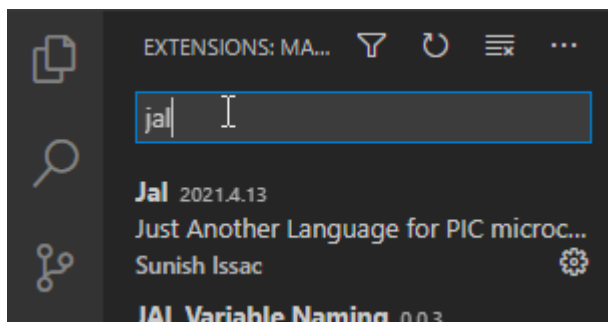 EXTENSIONS: MA...
jal
Jal 2021.4.13
Just Another Language for PIC microc...
Sunish Issac
JAL Variable Naming 0.0.3